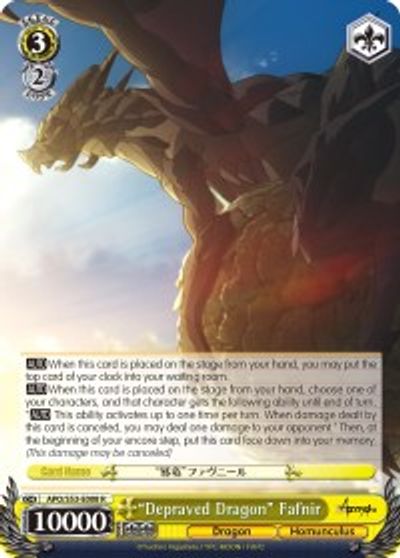 3
2
AUTO When this card is placed on the stage from your hand, you may put the
top card of your clock into your waiting room.
AUTO When this card is placed on the stage from your hand, choose one of
your characters, and that character gets the following ability until end of turn.
"AUTO This ability activates up to one time per turn. When damage dealt by
this card is canceled, you may deal one damage to your opponent." Then, at
the beginning of your encore step, put this card face down into your memory.
(This damage may be canceled)
Card Name
ファヴニール
10000
"Depraved Dragon" Fafnir
Dragon
Homunculus